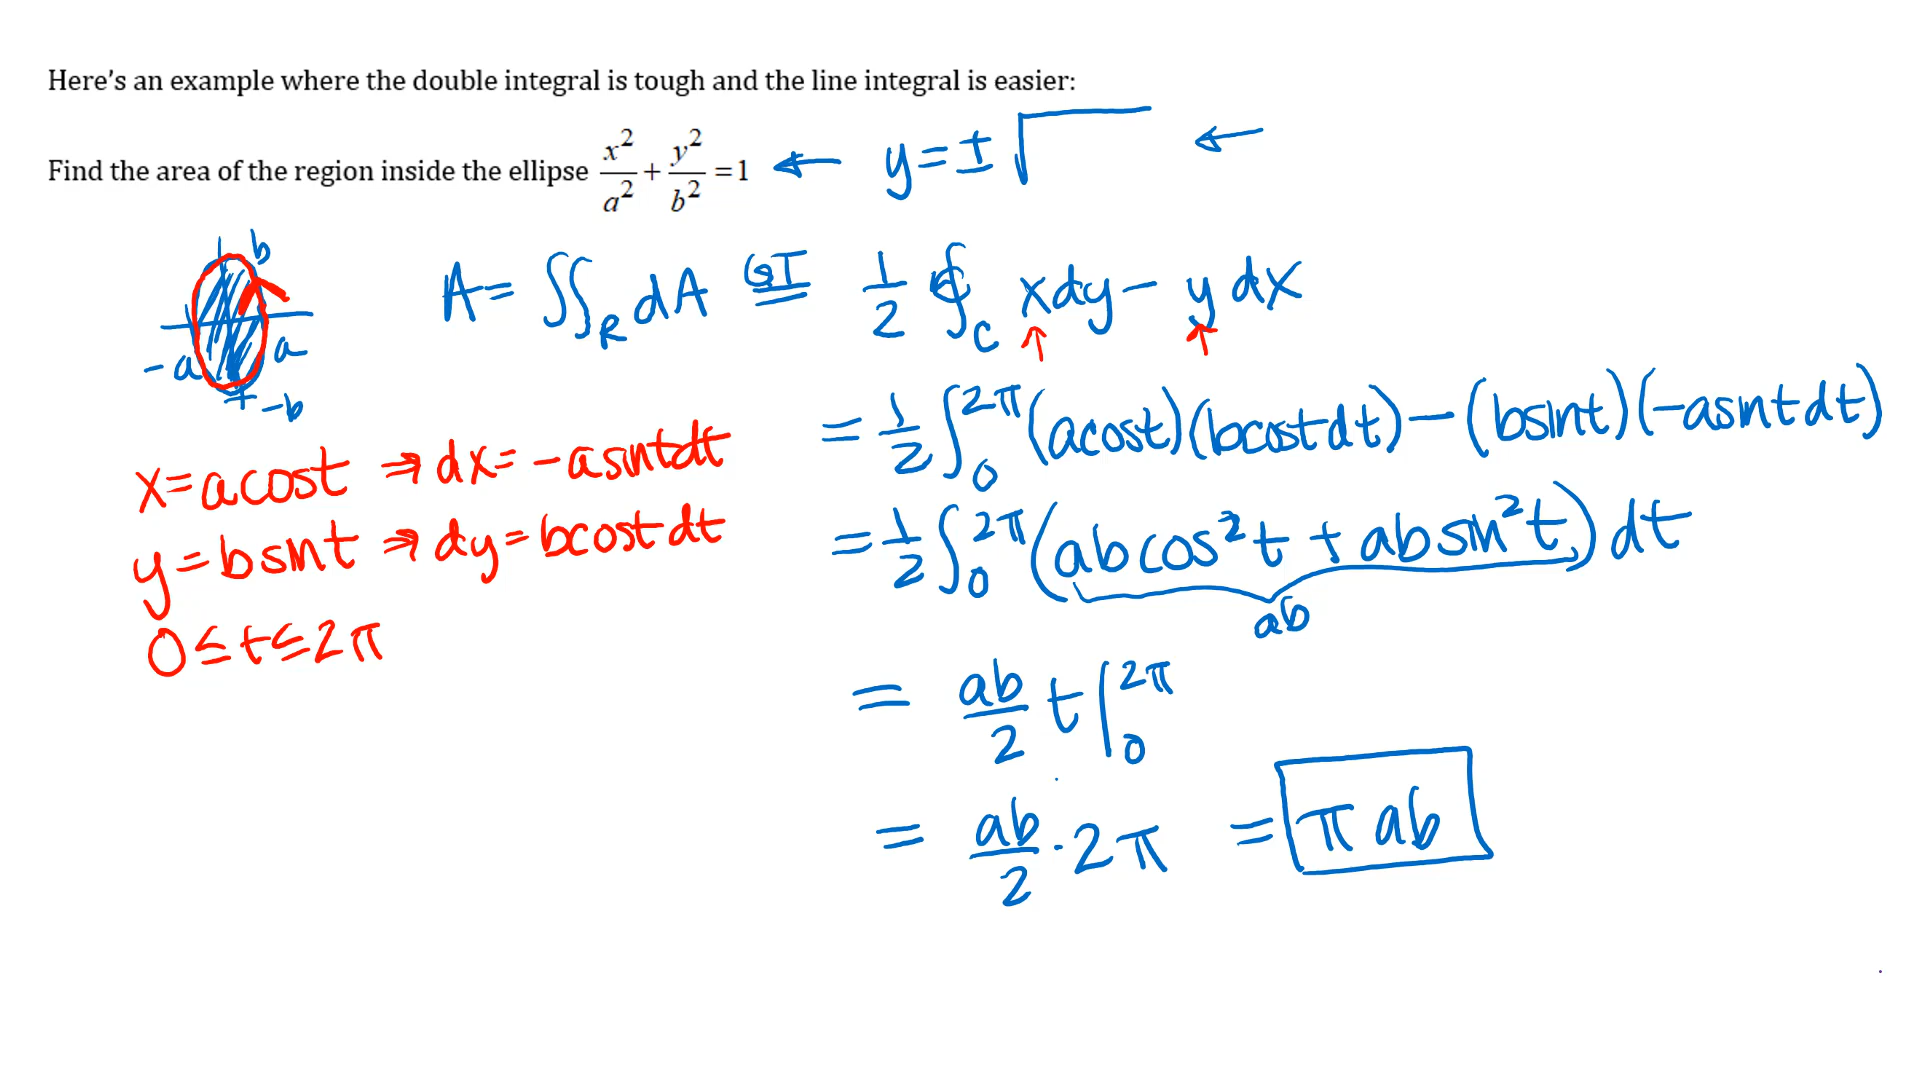 Here's an example where the double integral is tough and the line integral is easier:
Find the area of the region inside the ellipse x²/a² + y²/b² = 1 ← y = ±√ ←
b
-a a
-b
A = ∬_R dA =^GT 1/2 ∮_C x dy - y dx
x = a cos t ⇒ dx = -a sin t dt
y = b sin t ⇒ dy = b cos t dt
0 ≤ t ≤ 2π
= 1/2 ∫_0^2π (a cos t)(b cos t dt) - (b sin t)(-a sin t dt)
= 1/2 ∫_0^2π (ab cos² t + ab sin² t) dt
ab
= ab/2 t |_0^2π
= ab/2 · 2π = π ab